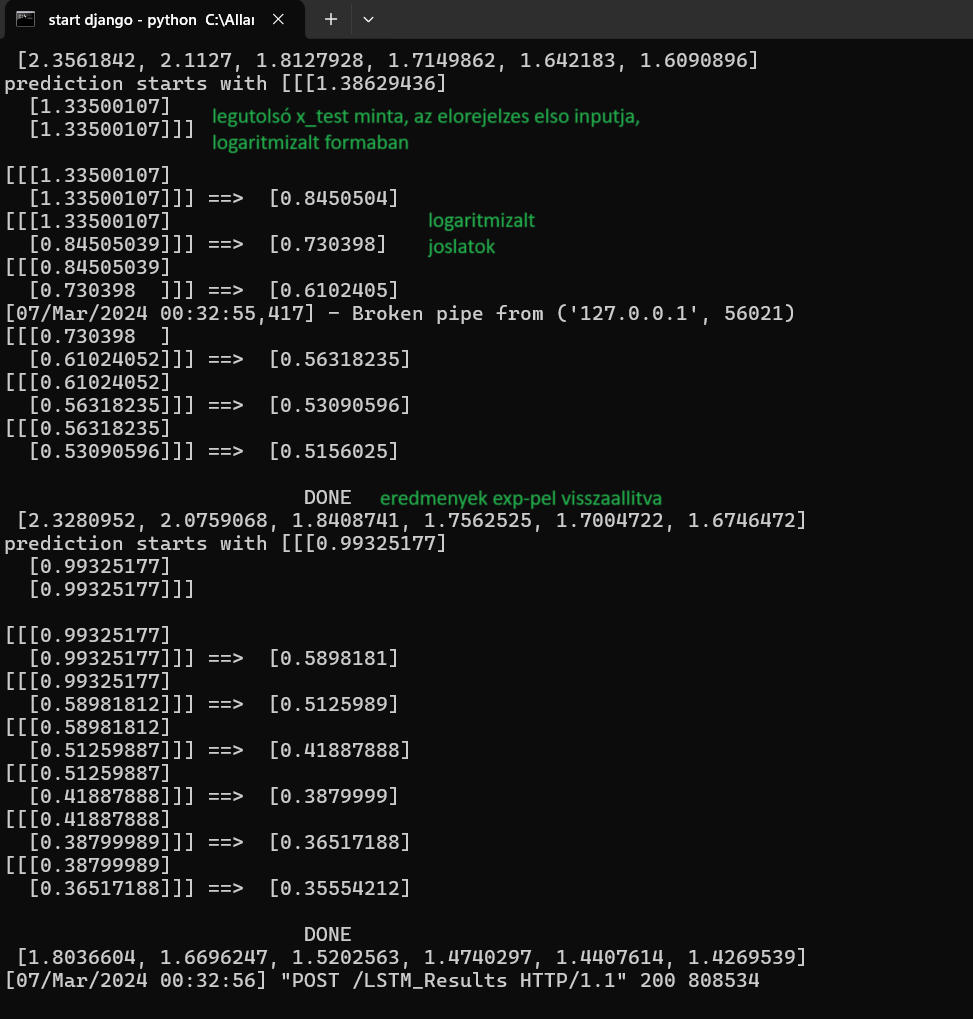 start django - python  C:\Allar
[2.3561842, 2.1127, 1.8127928, 1.7149862, 1.642183, 1.6090896]
prediction starts with [[[1.38629436]
[1.33500107]
legutolsó x_test minta, az elorejelzes elso inputja,
[1.33500107]]]
logaritmizalt formaban
[[[1.33500107]
[1.33500107]]] ==>  [0.8450504]
[[[1.33500107]
logaritmizalt
[0.84505039]]] ==>  [0.730398]
joslatok
[[[0.84505039]
[0.730398  ]]] ==>  [0.6102405]
[07/Mar/2024 00:32:55,417] - Broken pipe from ('127.0.0.1', 56021)
[[[0.730398  ]
[0.61024052]]] ==>  [0.56318235]
[[[0.61024052]
[0.56318235]]] ==>  [0.53090596]
[[[0.56318235]
[0.53090596]]] ==>  [0.5156025]
DONE eredmenyek exp-pel visszaallitva
[2.3280952, 2.0759068, 1.8408741, 1.7562525, 1.7004722, 1.6746472]
prediction starts with [[[0.99325177]
[0.99325177]
[0.99325177]]]
[[[0.99325177]
[0.99325177]]] ==>  [0.5898181]
[[[0.99325177]
[0.58981812]]] ==>  [0.5125989]
[[[0.58981812]
[0.51259887]]] ==>  [0.41887888]
[[[0.51259887]
[0.41887888]]] ==>  [0.3879999]
[[[0.41887888]
[0.38799989]]] ==>  [0.36517188]
[[[0.38799989]
[0.36517188]]] ==>  [0.35554212]
DONE
[1.8036604, 1.6696247, 1.5202563, 1.4740297, 1.4407614, 1.4269539]
[07/Mar/2024 00:32:56] "POST /LSTM_Results HTTP/1.1" 200 808534